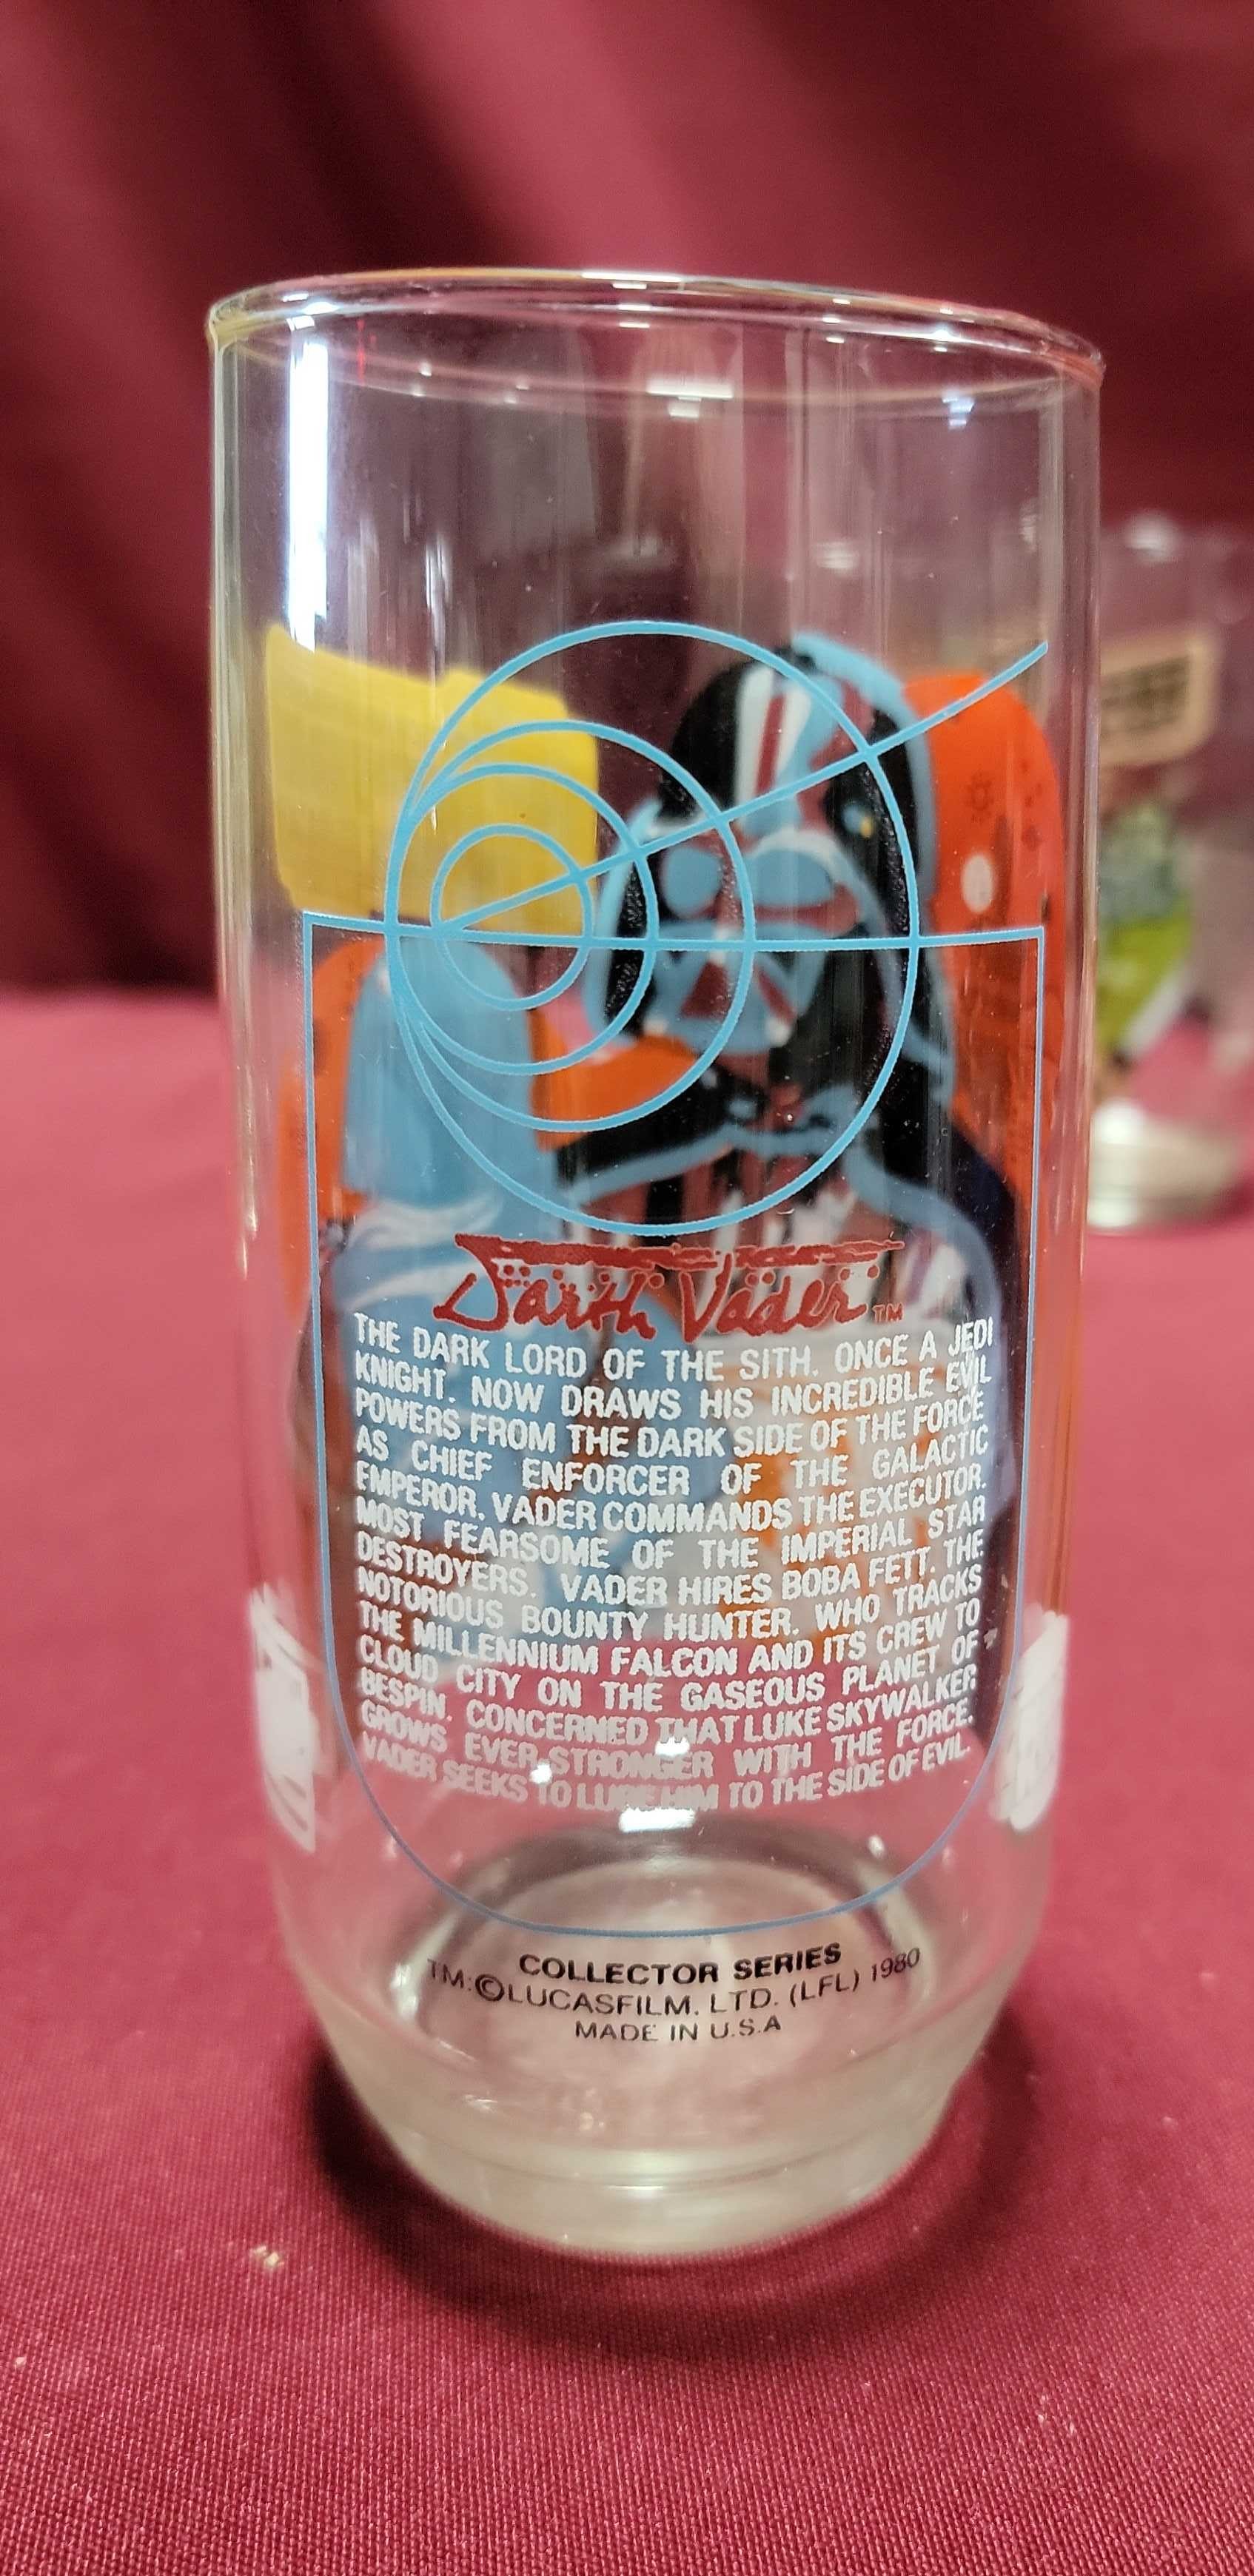 Darth Vader TM
THE DARK LORD OF THE SITH. ONCE A JEDI
KNIGHT. NOW DRAWS HIS INCREDIBLE EVIL
POWERS FROM THE DARK SIDE OF THE FORCE
AS CHIEF ENFORCER OF THE GALACTIC
EMPEROR. VADER COMMANDS THE EXECUTOR.
MOST FEARSOME OF THE IMPERIAL STAR
DESTROYERS. VADER HIRES BOBA FETT. THE
NOTORIOUS BOUNTY HUNTER. WHO TRACKS
THE MILLENNIUM FALCON AND ITS CREW TO
CLOUD CITY ON THE GASEOUS PLANET OF
BESPIN. CONCERNED THAT LUKE SKYWALKER
GROWS EVER STRONGER WITH THE FORCE.
VADER SEEKS TO LURE HIM TO THE SIDE OF EVIL.
COLLECTOR SERIES
TM:©LUCASFILM. LTD. (LFL) 1980
MADE IN U.S.A